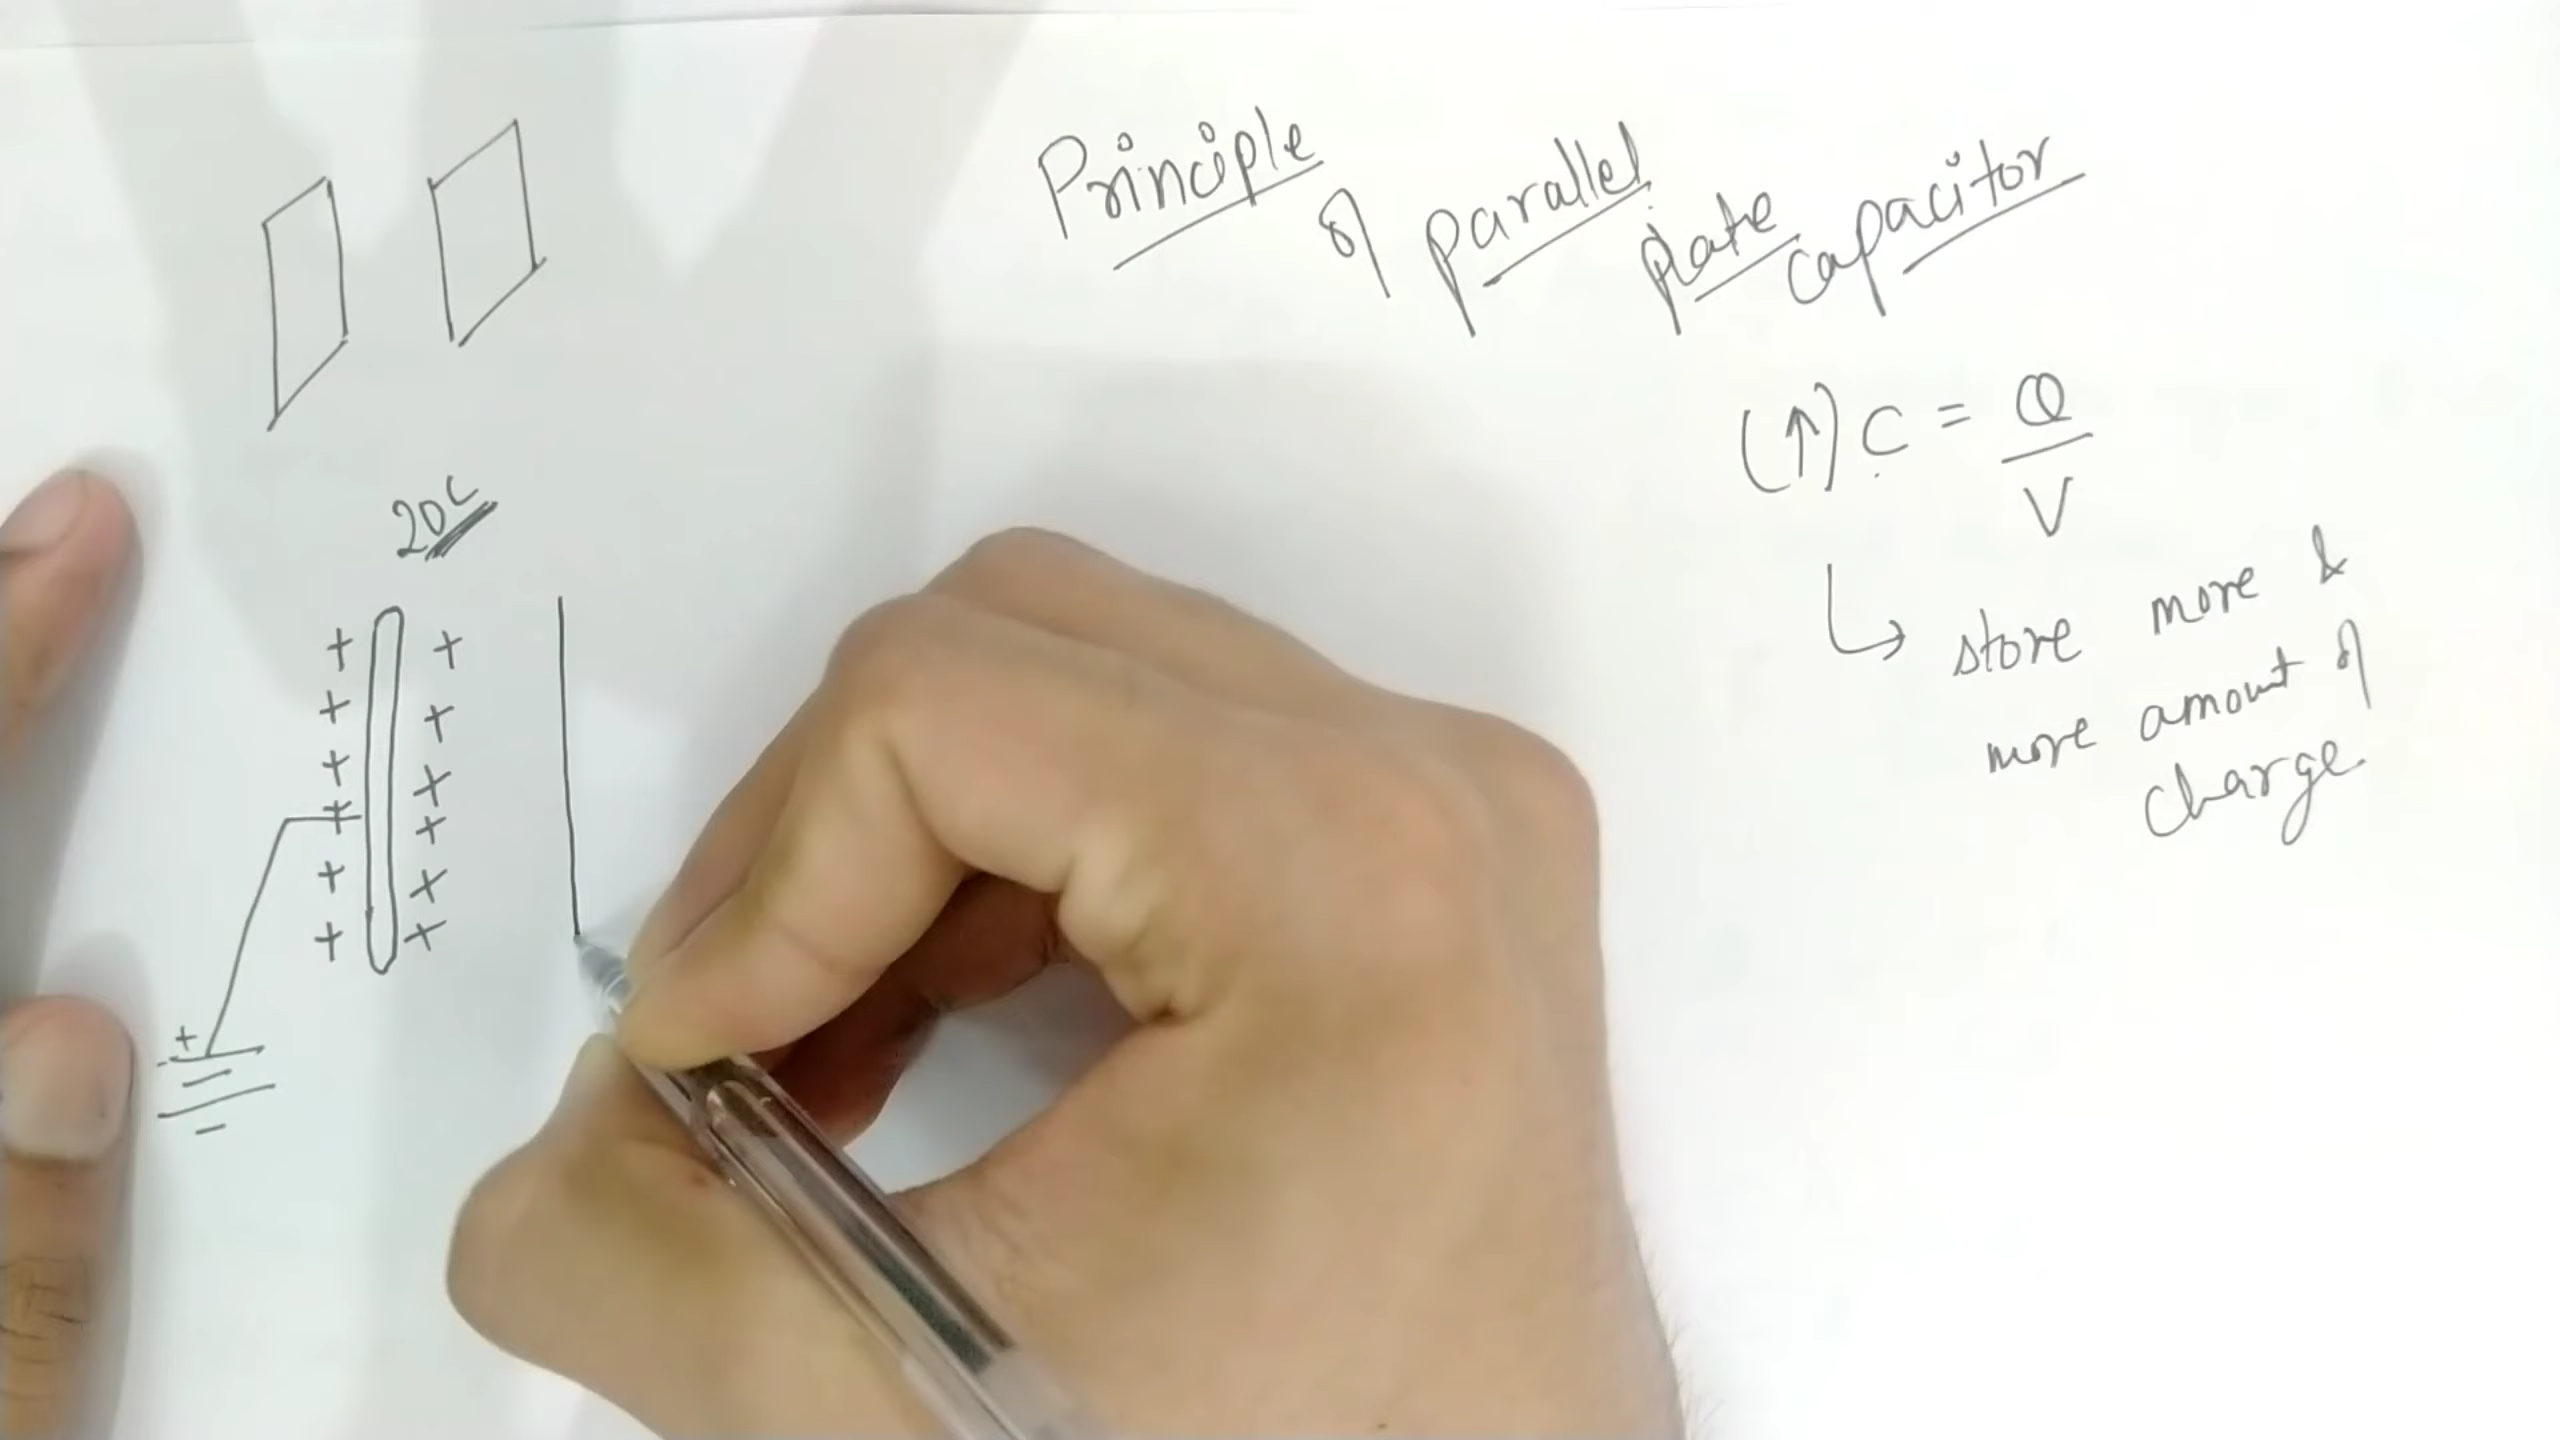 Principle of parallel plate capacitor
(↑) C = Q / V
20C
↳ store more &
more amount of
charge
+ +
+ +
+ +
+ +
+ +
+ +
+
-